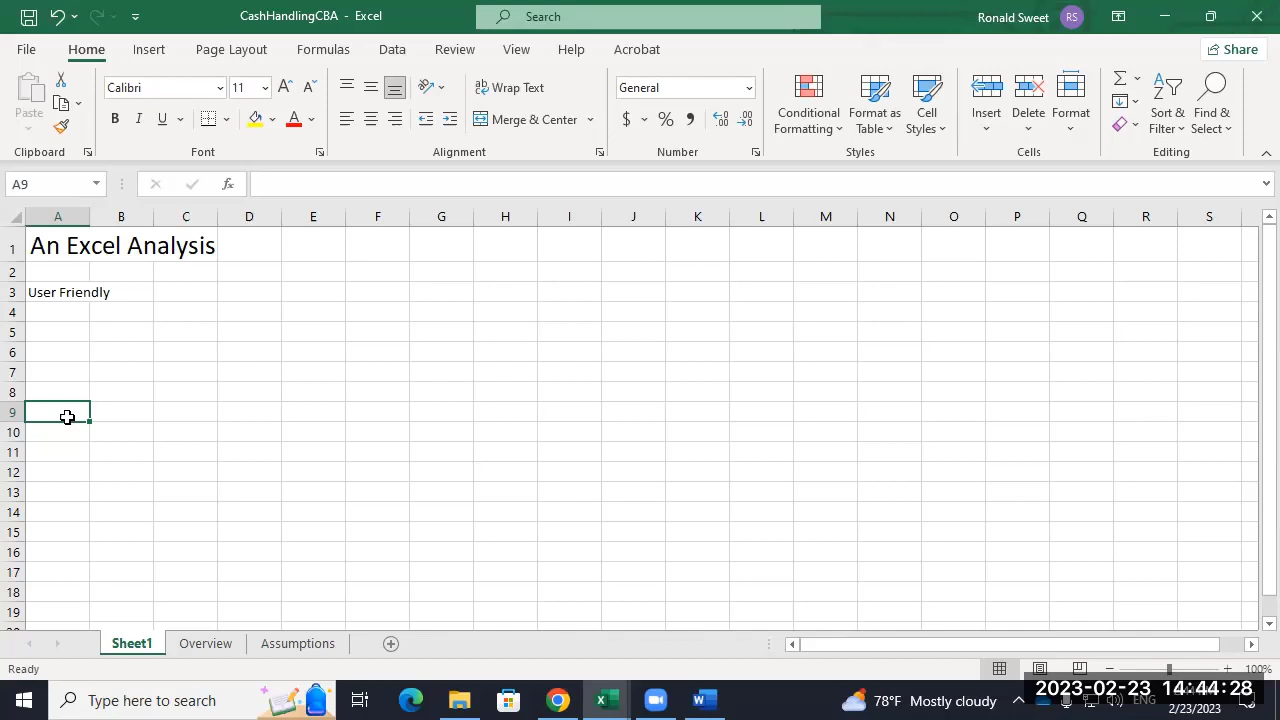 CashHandlingCBA - Excel
Search
Ronald Sweet
RS
File Home Insert Draw Page Layout Formulas Data Review View Help Acrobat
Share
Paste
Calibri
11
A^ A
B I U
A
ab Wrap Text
Merge & Center
General
$ % 9
Conditional Formatting
Format as Table
Cell Styles
Insert
Delete
Format
Sort & Filter
Find & Select
Clipboard
Font
Alignment
Number
Styles
Cells
Editing
A9
fx
A B C D E F G H I J K L M N O P Q R S
1 An Excel Analysis
2
3 User Friendly
4
5
6
7
8
9
10
11
12
13
14
15
16
17
18
19
Sheet1 Overview Assumptions
Ready
100%
Type here to search
78°F Mostly cloudy
ENG
2023-02-23 14:44:28
2/23/2023